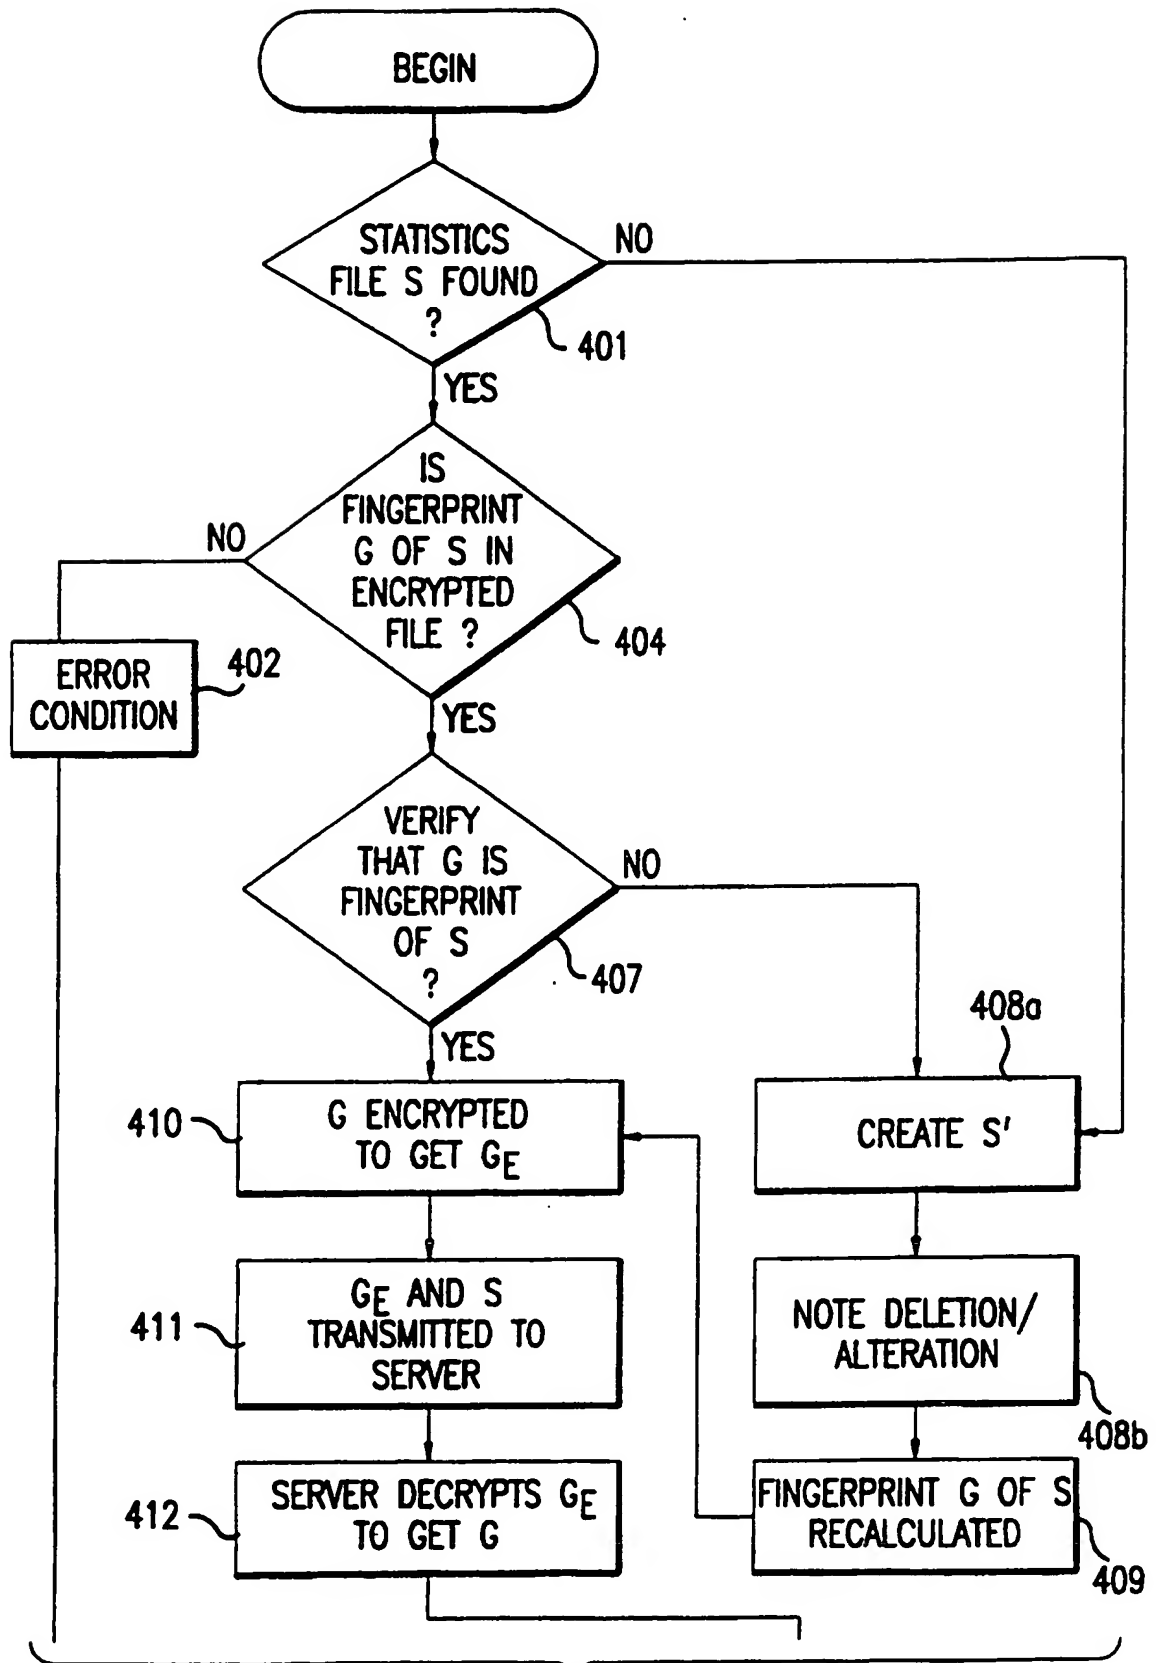 BEGIN
STATISTICS
FILE S FOUND
?
NO
401
YES
IS
FINGERPRINT
G OF S IN
ENCRYPTED
FILE ?
NO
404
ERROR
CONDITION
402
YES
VERIFY
THAT G IS
FINGERPRINT
OF S
?
NO
407
YES
408a
410
G ENCRYPTED
TO GET GE
CREATE S'
411
GE AND S
TRANSMITTED TO
SERVER
NOTE DELETION/
ALTERATION
408b
412
SERVER DECRYPTS GE
TO GET G
FINGERPRINT G OF S
RECALCULATED
409